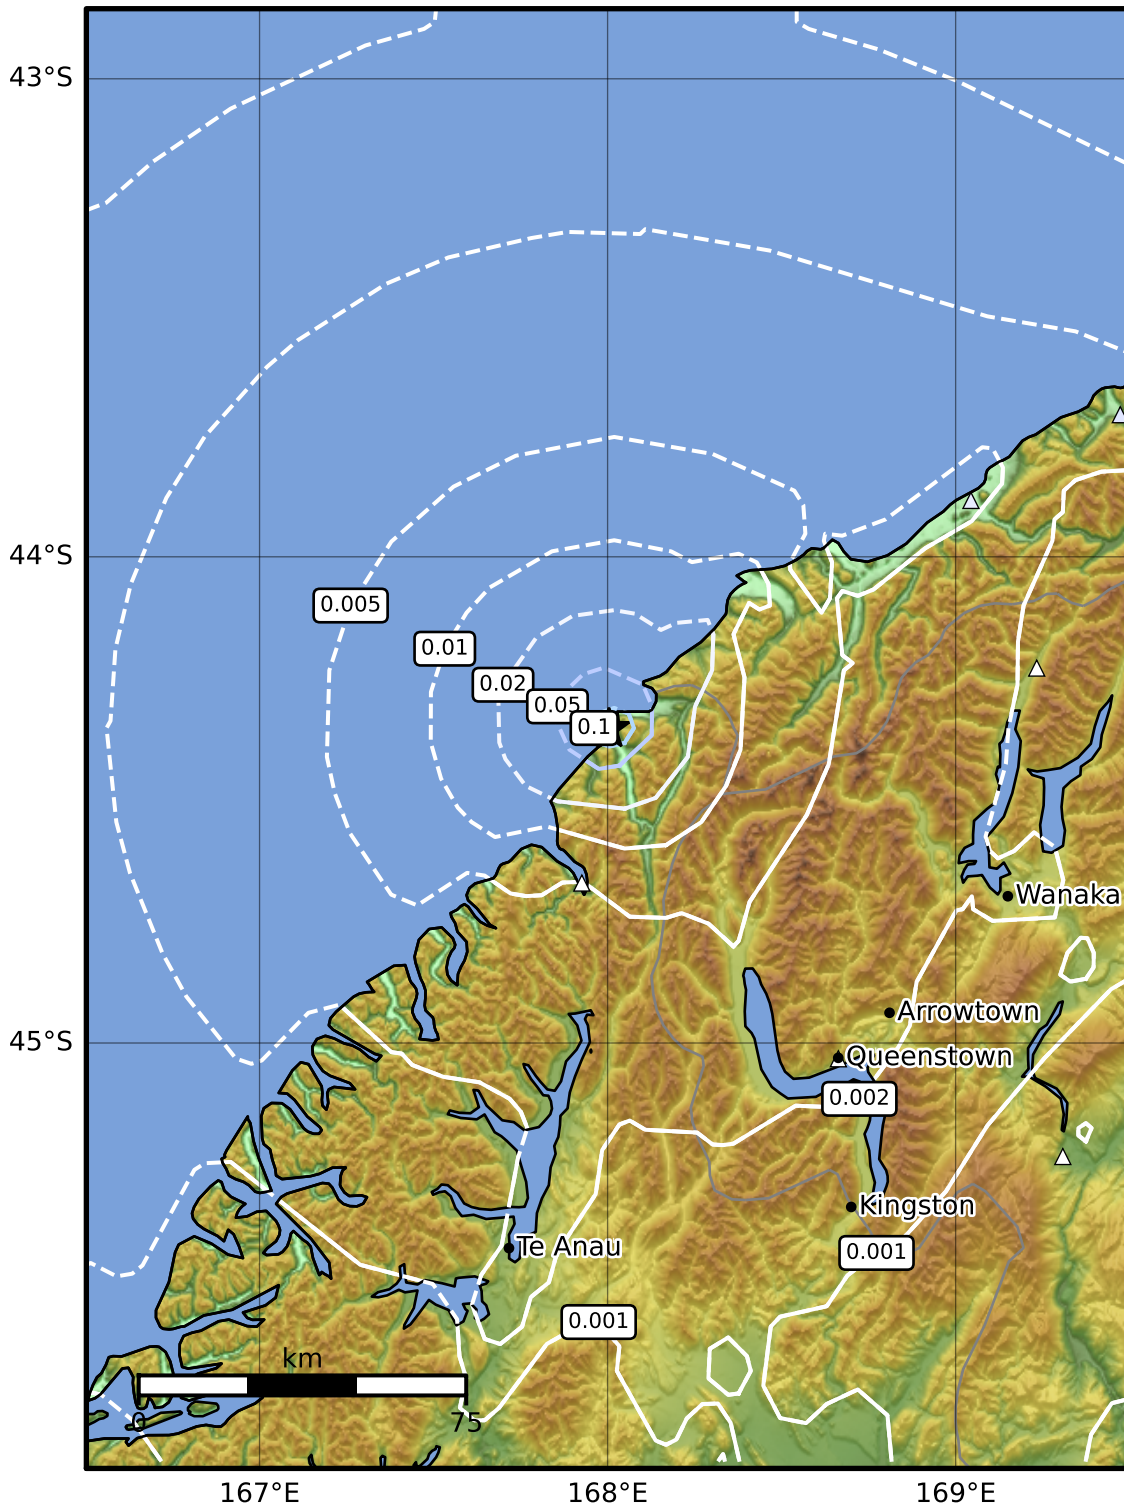 43°S
44°S
0.005
0.01
0.02
0.05
0.1
Wanaka
Arrowtown
45°S
Queenstown
0.002
Kingston
Te Anau
0.001
0.001
km
0 75
167°E 168°E 169°E